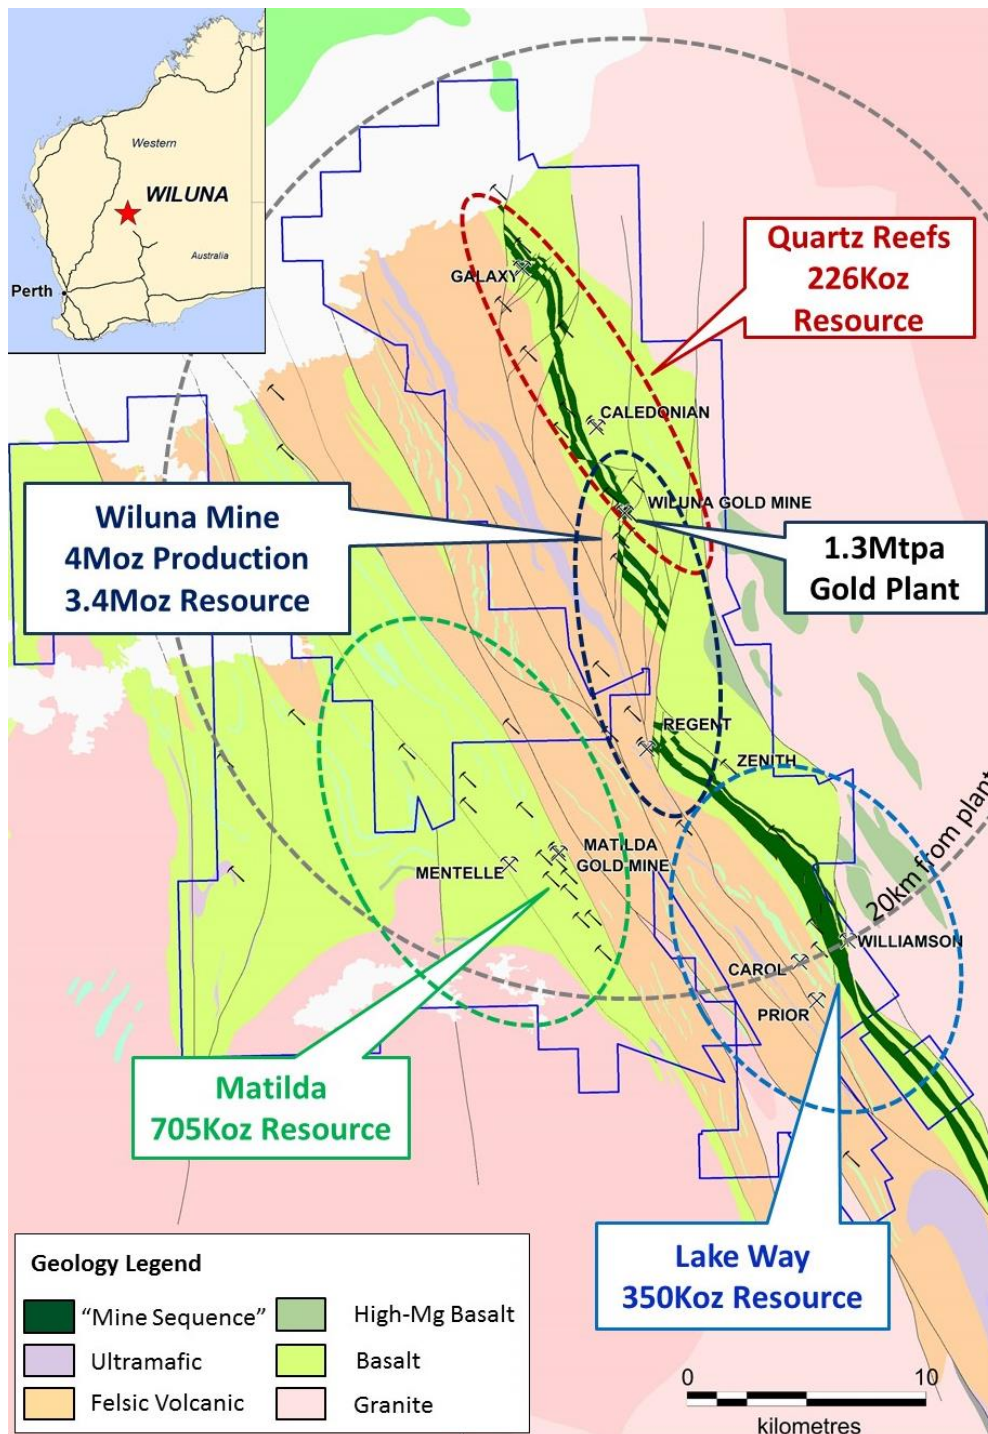 Western
WILUNA
Australia
Perth
Quartz Reefs
226Koz
Resource
GALAXY
CALEDONIAN
WILUNA GOLD MINE
Wiluna Mine
4Moz Production
3.4Moz Resource
1.3Mtpa
Gold Plant
REGENT
ZENITH
MATILDA
GOLD MINE
MENTELLE
20km from plant
WILLIAMSON
CAROL
PRIOR
Matilda
705Koz Resource
Lake Way
350Koz Resource
Geology Legend
“Mine Sequence”
High-Mg Basalt
Ultramafic
Basalt
Felsic Volcanic
Granite
0
10
kilometres